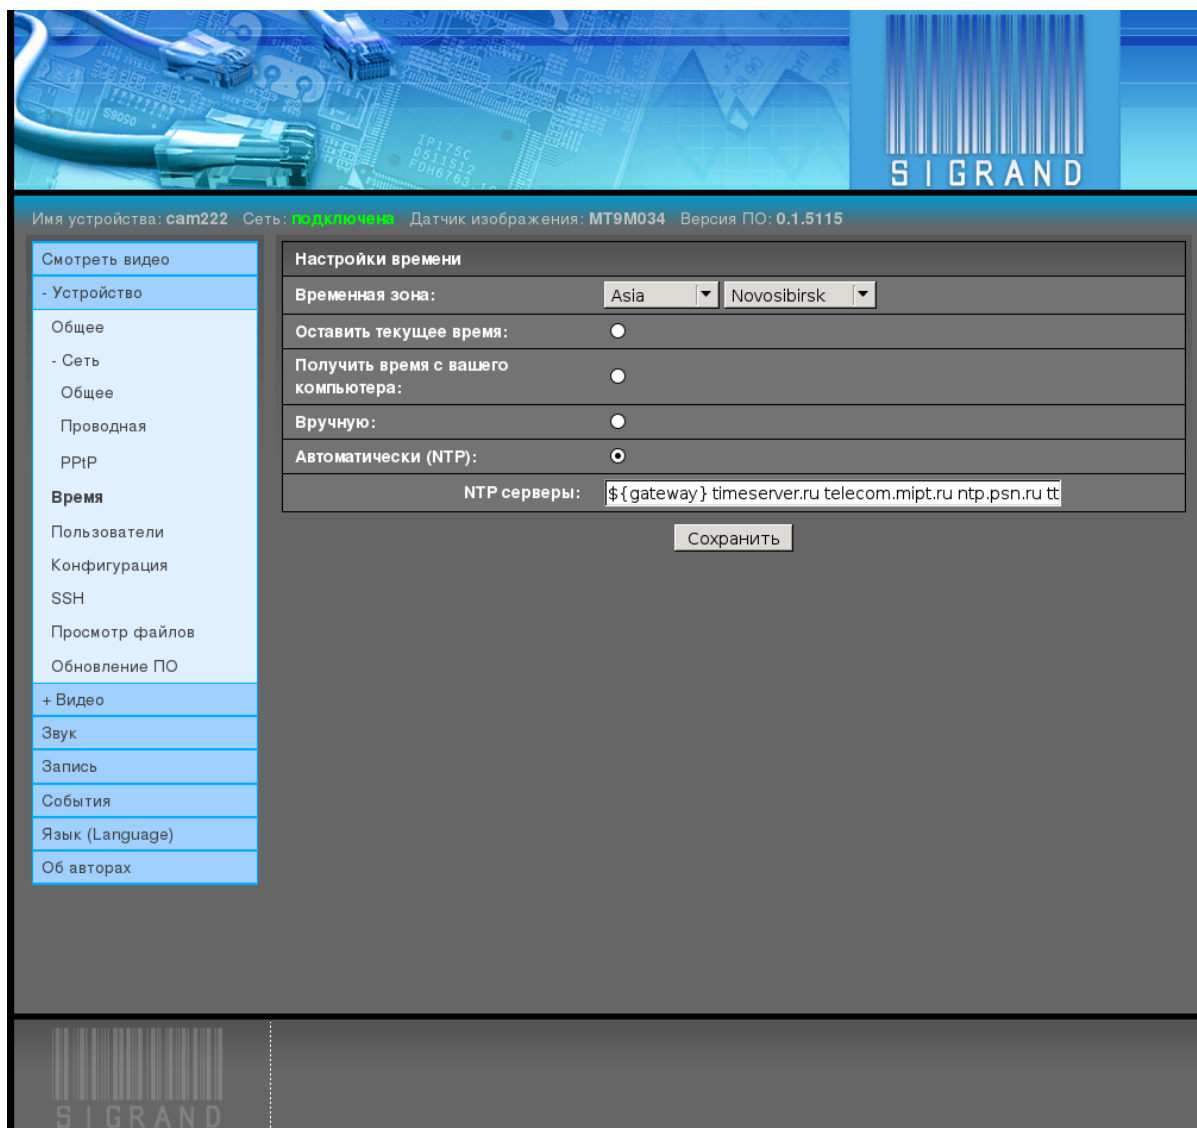 SIGRAND
Имя устройства: cam222 Сеть: подключена Датчик изображения: MT9M034 Версия ПО: 0.1.5115
Смотреть видео
- Устройство
Общее
- Сеть
Общее
Проводная
PPtP
Время
Пользователи
Конфигурация
SSH
Просмотр файлов
Обновление ПО
+ Видео
Звук
Запись
События
Язык (Language)
Об авторах
Настройки времени
Временная зона: Asia Novosibirsk
Оставить текущее время:
Получить время с вашего
компьютера:
Вручную:
Автоматически (NTP):
NTP серверы: ${gateway} timeserver.ru telecom.mipt.ru ntp.psn.ru tt
Сохранить
SIGRAND